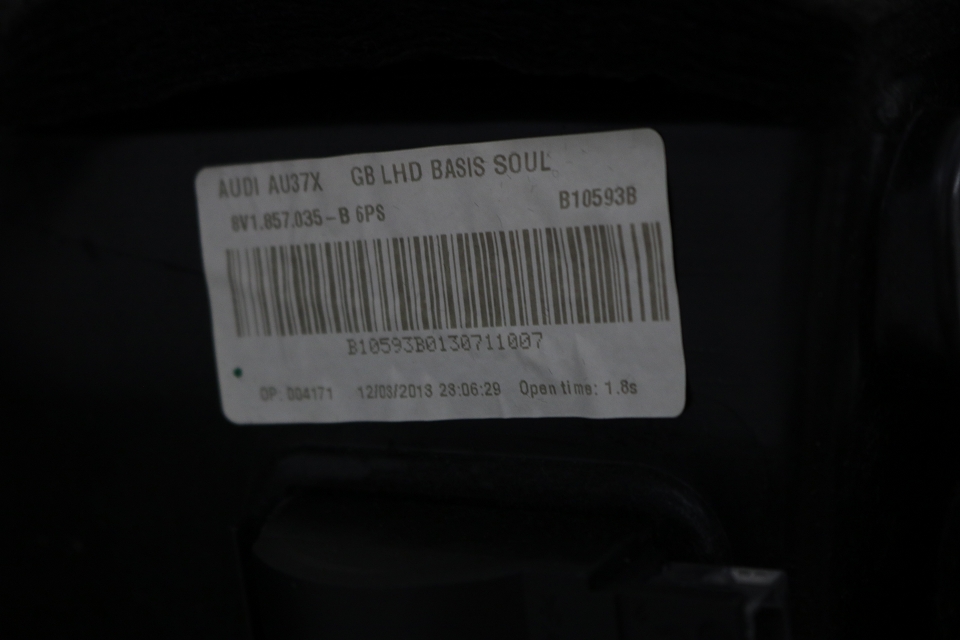 AUDI AU37X GB LHD BASIS SOUL
8V1.857.035-B 6PS B10593B
B10593B0130711007
OP: 004171 12/03/2013 23:06:29 Open time: 1.8s